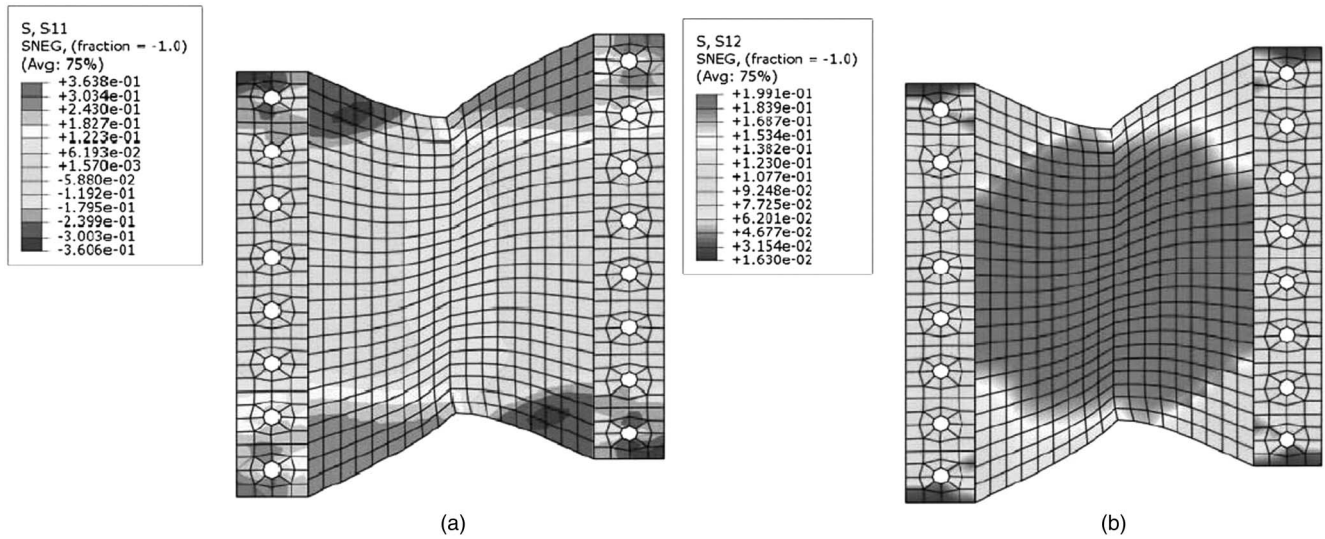 S, S11
SNEG, (fraction = -1.0)
(Avg: 75%)
+3.638e-01
+3.034e-01
+2.430e-01
+1.827e-01
+1.223e-01
+6.193e-02
+1.570e-03
-5.880e-02
-1.192e-01
-1.795e-01
-2.399e-01
-3.003e-01
-3.606e-01
S, S12
SNEG, (fraction = -1.0)
(Avg: 75%)
+1.991e-01
+1.839e-01
+1.687e-01
+1.534e-01
+1.382e-01
+1.230e-01
+1.077e-01
+9.248e-02
+7.725e-02
+6.201e-02
+4.677e-02
+3.154e-02
+1.630e-02
(a)
(b)